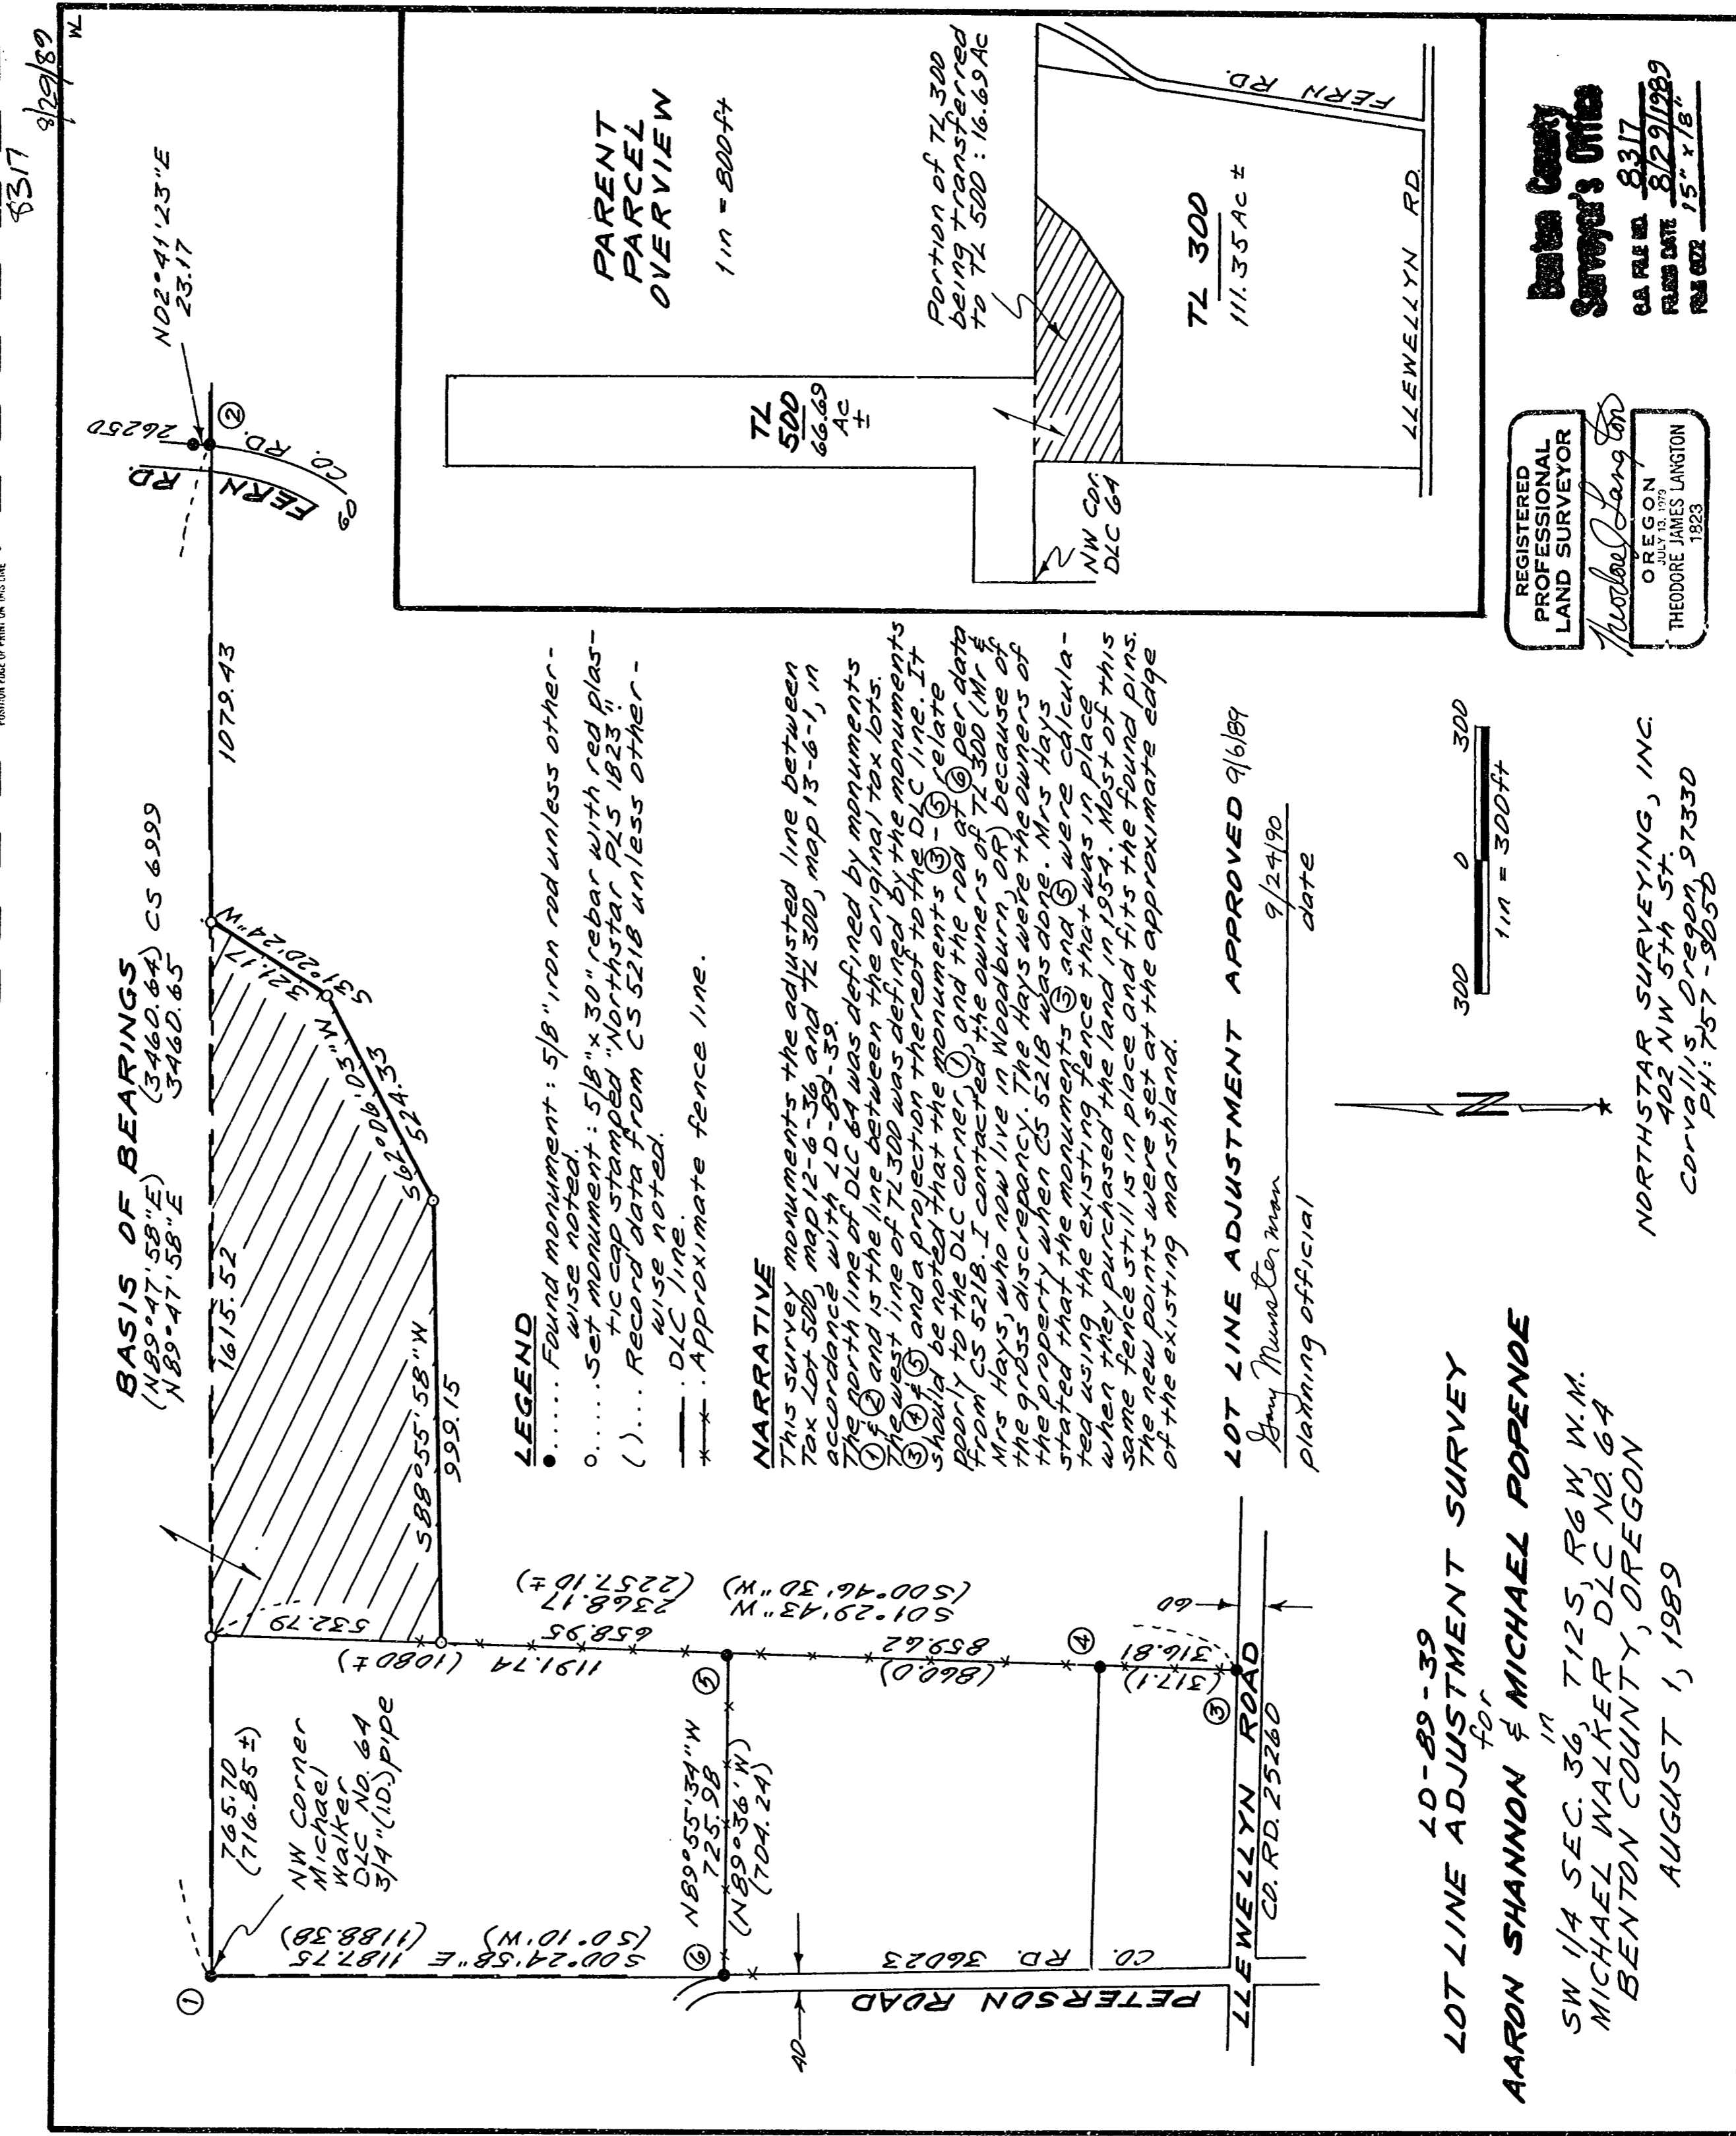 8317
8/29/89
W
BASIS OF BEARINGS
(N89°47'58"E) (3460.64) CS 6999
N89°47'58"E 3460.65
N02°41'23"E
23.17
1079.43
1615.52
765.70
(716.85±)
①
②
FERN RD.
CO. RD. 26250
60
NW Corner
Michael
Walker
DLC NO. 64
3/4"(I.D.) pipe
S00°24'58"E 1187.75
(S0°10'W) (1188.38)
532.79
S31°20'24"W
321.17
S62°06'03"W
524.33
S88°55'58"W
999.15
1191.74 (1080±)
658.95
2368.17
(2257.10±)
S01°29'43"W
(S00°46'30"W)
859.62
(860.0)
316.81
(317.1)
60
N89°55'34"W
725.98
(N89°36'W)
(704.24)
⑥
⑤
④
③
40
PETERSON ROAD
CO. RD. 36023
LLEWELLYN ROAD
CO. RD. 25260
LEGEND
●..... Found monument: 5/8" iron rod unless other-
wise noted.
○..... Set monument: 5/8" x 30" rebar with red plas-
tic cap stamped "Northstar PLS 1823".
( )... Record data from CS 5218 unless other-
wise noted.
DLC line.
Approximate fence line.
NARRATIVE
This survey monuments the adjusted line between
Tax Lot 500, map 12-6-36 and TL 300, map 13-6-1, in
accordance with LD-89-39.
The north line of DLC 64 was defined by monuments
① & ② and is the line between the original tax lots.
The west line of TL300 was defined by the monuments
③ ④ & ⑤ and a projection thereof to the DLC line. It
should be noted that the monuments ③ - ⑤ relate
poorly to the DLC corner, ①, and the rod at ⑥ per data
from CS 5218. I contacted the owners of TL 300 (Mr &
Mrs Hays, who now live in Woodburn, OR) because of
the gross discrepancy. The Hays were the owners of
the property when CS 5218 was done. Mrs Hays
stated that the monuments ③ and ⑤ were calcula-
ted using the existing fence that was in place
when they purchased the land in 1954. Most of this
same fence still is in place and fits the found pins.
The new points were set at the approximate edge
of the existing marshland.
LOT LINE ADJUSTMENT APPROVED 9/6/89
9/24/90
planning official date
PARENT
PARCEL
OVERVIEW
1 in = 800ft
TL
500
66.69
Ac
±
Portion of TL 300
being transferred
to TL 500: 16.69 Ac
NW Cor.
DLC 64
TL 300
111.35 Ac ±
FERN RD.
LLEWELLYN RD.
LD-89-39
LOT LINE ADJUSTMENT SURVEY
for
AARON SHANNON & MICHAEL POPENOE
in
SW 1/4 SEC. 36, T12S, R6W, W.M.
MICHAEL WALKER DLC NO. 64
BENTON COUNTY, OREGON
AUGUST 1, 1989
N
300 0 300
1 in = 300ft
NORTHSTAR SURVEYING, INC.
402 NW 5th ST.
Corvallis, Oregon, 97330
PH: 757-9050
REGISTERED
PROFESSIONAL
LAND SURVEYOR
Theodore J Langton
OREGON
JULY 13, 1979
THEODORE JAMES LANGTON
1823
Benton County
Surveyor's Office
C.S. FILE NO. 8317
FILING DATE 8/29/1989
FILE SIZE 15" x 18"